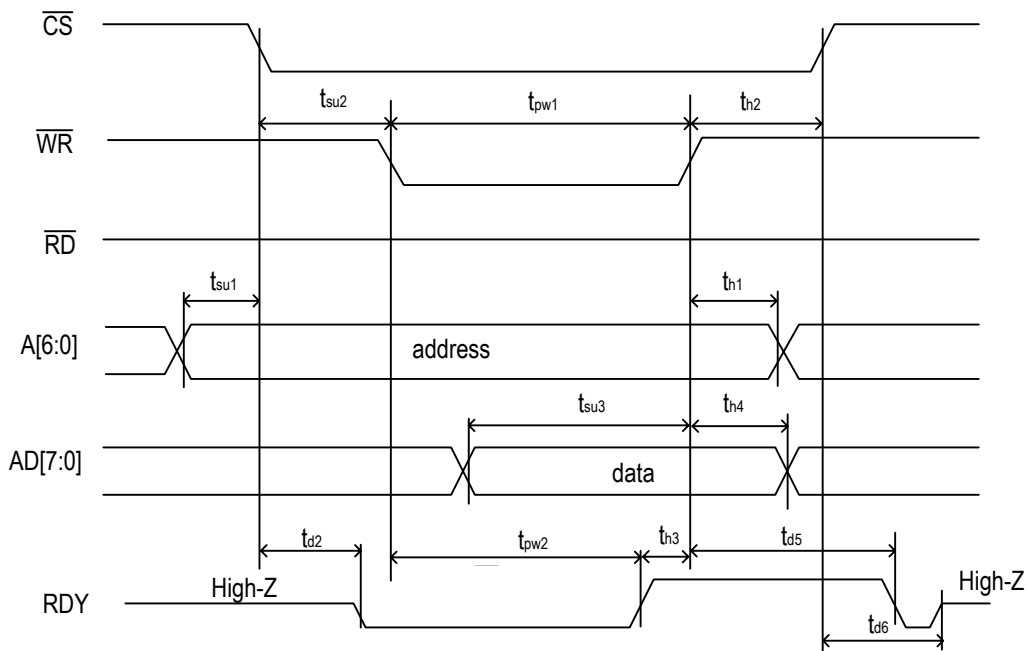 CS
tsu2 tpw1 th2
WR
RD
tsu1 th1
A[6:0] address
tsu3 th4
AD[7:0] data
td2 tpw2 th3 td5
High-Z High-Z
RDY
td6